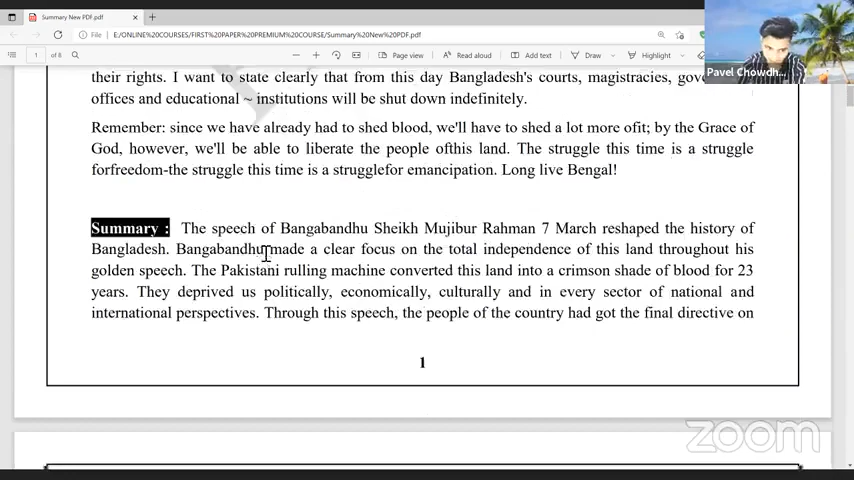 Summary New PDF.pdf
File
E:/ONLINE%20COURSES/FIRST%20PAPER%20PREMIUM%20COURSE/Summary%20New%20PDF.pdf
1 of 8
Page view
Read aloud
Add text
Draw
Highlight
Pavel Chowdh...
their rights. I want to state clearly that from this day Bangladesh's courts, magistracies,
offices and educational ~ institutions will be shut down indefinitely.
Remember: since we have already had to shed blood, we'll have to shed a lot more ofit; by the Grace of
God, however, we'll be able to liberate the people ofthis land. The struggle this time is a struggle
forfreedom-the struggle this time is a strugglefor emancipation. Long live Bengal!
Summary : The speech of Bangabandhu Sheikh Mujibur Rahman 7 March reshaped the history of
Bangladesh. Bangabandhu made a clear focus on the total independence of this land throughout his
golden speech. The Pakistani rulling machine converted this land into a crimson shade of blood for 23
years. They deprived us politically, economically, culturally and in every sector of national and
international perspectives. Through this speech, the people of the country had got the final directive on
1
zoom